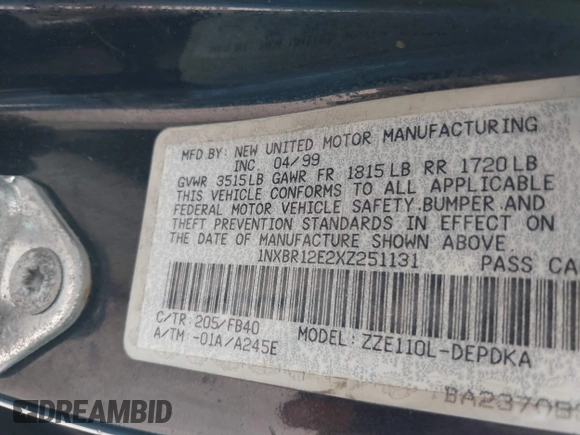 MFD BY: NEW UNITED MOTOR MANUFACTURING
INC 04/99
GVWR 3515LB GAWR FR 1815LB RR 1720LB
THIS VEHICLE CONFORMS TO ALL APPLICABLE
FEDERAL MOTOR VEHICLE SAFETY.BUMPER.AND
THEFT PREVENTION STANDARDS IN EFFECT ON
THE DATE OF MANUFACTURE SHOWN ABOVE.
1NXBR12E2XZ251131 PASS CA
C/TR:205/FB40
A/TM:-01A/A245E MODEL: ZZE110L-DEPDKA
DREAMBID